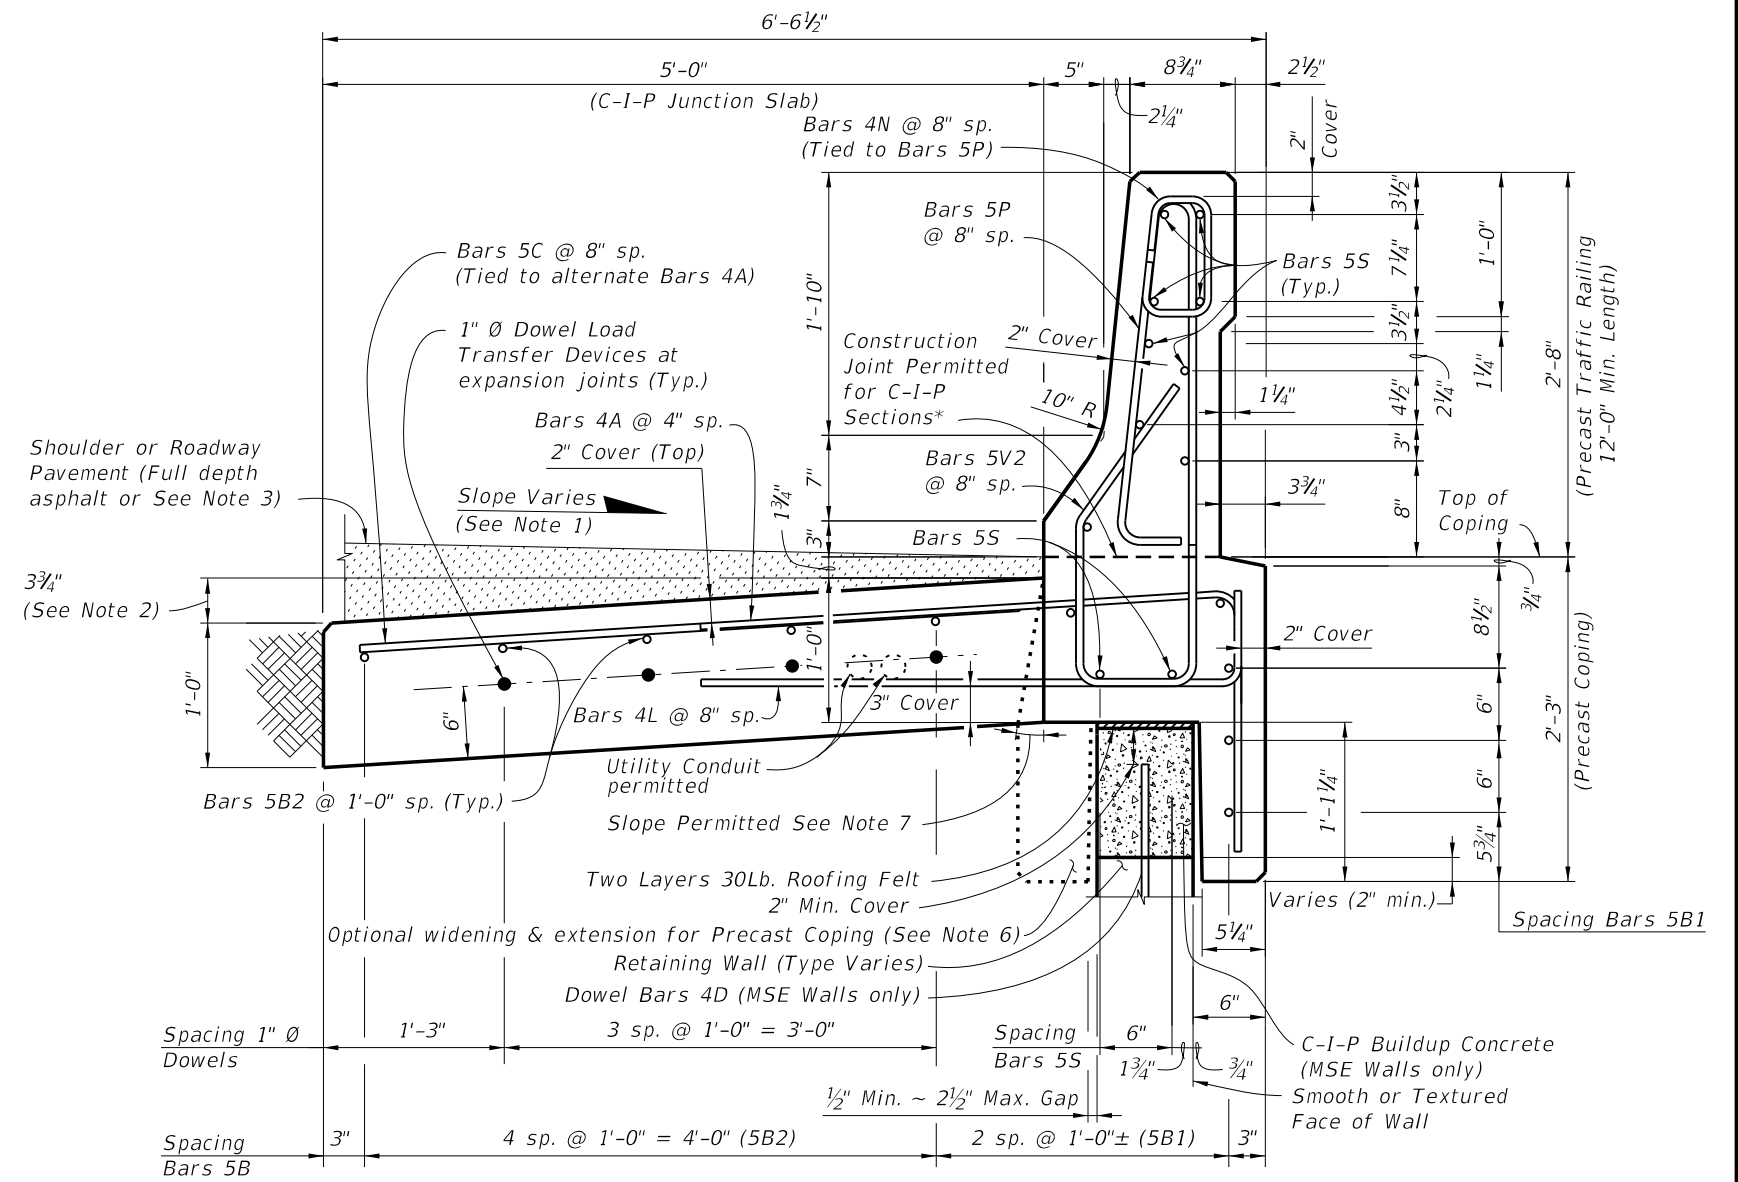 6'-6½"
5'-0"
5"
8¾"
2½"
(C-I-P Junction Slab)
2¼"
2"
Cover
Bars 4N @ 8" sp.
(Tied to Bars 5P)
Bars 5P
@ 8" sp.
Bars 5C @ 8" sp.
(Tied to alternate Bars 4A)
1" Ø Dowel Load
Transfer Devices at
expansion joints (Typ.)
Bars 4A @ 4" sp.
2" Cover (Top)
Shoulder or Roadway
Pavement (Full depth
asphalt or See Note 3)
Slope Varies
(See Note 1)
1'-10"
7"
3"
1¾"
1'-0"
Construction
Joint Permitted
for C-I-P
Sections*
2" Cover
10" R
Bars 5V2
@ 8" sp.
Bars 5S
Bars 5S
(Typ.)
3½"
7¼"
3½"
2¼"
4½"
3"
8"
1'-0"
1¼"
1¼"
3¾"
2'-8"
(Precast Traffic Railing
12'-0" Min. Length)
Top of
Coping
¾"
8½"
6"
6"
5¾"
2'-3"
(Precast Coping)
2" Cover
3¾"
(See Note 2)
1'-0"
6"
Bars 4L @ 8" sp.
3" Cover
Utility Conduit
permitted
Bars 5B2 @ 1'-0" sp. (Typ.)
Slope Permitted See Note 7
Two Layers 30Lb. Roofing Felt
2" Min. Cover
Optional widening & extension for Precast Coping (See Note 6)
Retaining Wall (Type Varies)
Dowel Bars 4D (MSE Walls only)
1'-1¼"
Varies (2" min.)
Spacing Bars 5B1
5¼"
6"
C-I-P Buildup Concrete
(MSE Walls only)
Smooth or Textured
Face of Wall
Spacing 1" Ø
Dowels
1'-3"
3 sp. @ 1'-0" = 3'-0"
Spacing
Bars 5S
6"
1¾"
¾"
½" Min. ~ 2½" Max. Gap
Spacing
Bars 5B
3"
4 sp. @ 1'-0" = 4'-0" (5B2)
2 sp. @ 1'-0"± (5B1)
3"